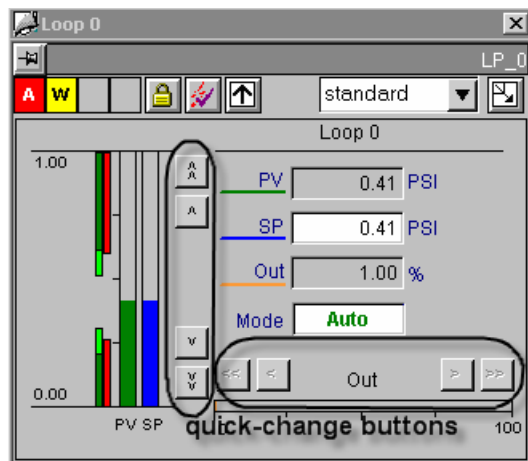 Loop 0
LP_0
A W standard
Loop 0
1.00
PV 0.41 PSI
SP 0.41 PSI
Out 1.00 %
Mode Auto
<< < Out > >>
0.00
PV SP
quick-change buttons
100